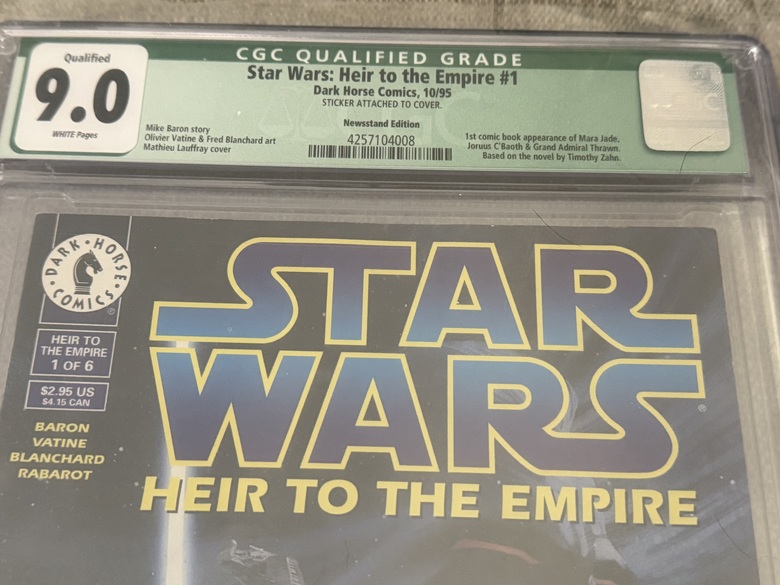 CGC QUALIFIED GRADE
Qualified
9.0
WHITE Pages
Star Wars: Heir to the Empire #1
Dark Horse Comics, 10/95
STICKER ATTACHED TO COVER.
Newsstand Edition
4257104008
Mike Baron story
Olivier Vatine & Fred Blanchard art
Mathieu Lauffray cover
1st comic book appearance of Mara Jade,
Joruus C'Baoth & Grand Admiral Thrawn.
Based on the novel by Timothy Zahn.
DARK HORSE COMICS
®
HEIR TO
THE EMPIRE
1 OF 6
$2.95 US
$4.15 CAN
BARON
VATINE
BLANCHARD
RABAROT
STAR
WARS
®
HEIR TO THE EMPIRE